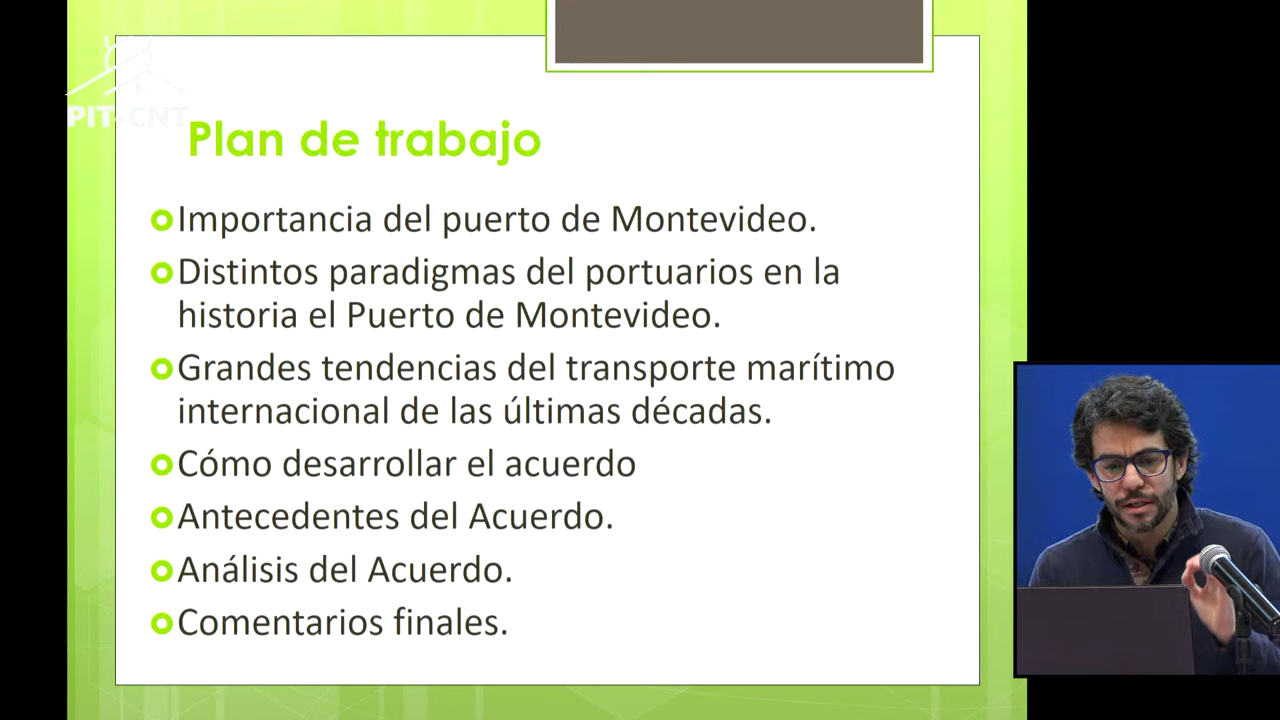 PIT-CNT
Plan de trabajo
Importancia del puerto de Montevideo.
Distintos paradigmas del portuarios en la
historia el Puerto de Montevideo.
Grandes tendencias del transporte marítimo
internacional de las últimas décadas.
Cómo desarrollar el acuerdo
Antecedentes del Acuerdo.
Análisis del Acuerdo.
Comentarios finales.